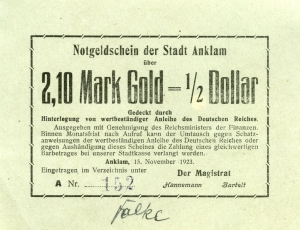 Notgeldschein der Stadt Anklam
über
2,10 Mark Gold = 1/2 Dollar
Gedeckt durch
Hinterlegung von wertbeständiger Anleihe des Deutschen Reiches.
Ausgegeben mit Genehmigung des Reichsministers der Finanzen.
Binnen Monatsfrist nach Aufruf kann der Umtausch gegen Schatz-
anweisungen der wertbeständigen Anleihe des Deutschen Reiches oder
gegen Aushändigung dieses Scheines die Zahlung eines gleichwertigen
Barbetrages bei unserer Stadtkasse verlangt werden.
Anklam, 15. November 1923.
Eingetragen im Verzeichnis unter
Der Magistrat
A Nr. 152
Hannemann Bartelt